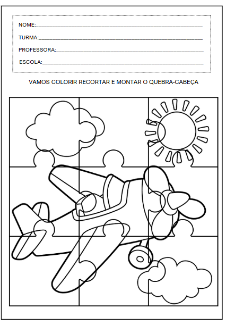 NOME:
TURMA
PROFESSORA:
ESCOLA:
VAMOS COLORIR RECORTAR E MONTAR O QUEBRA-CABEÇA